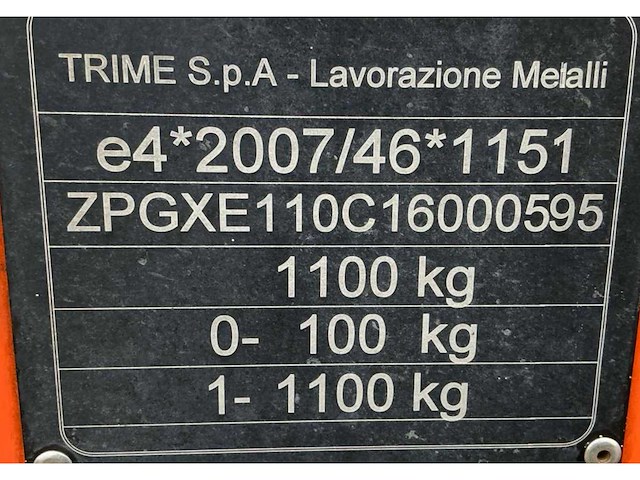 TRIME S.p.A - Lavorazione Metalli
e4*2007/46*1151
ZPGXE110C16000595
1100 kg
0- 100 kg
1- 1100 kg